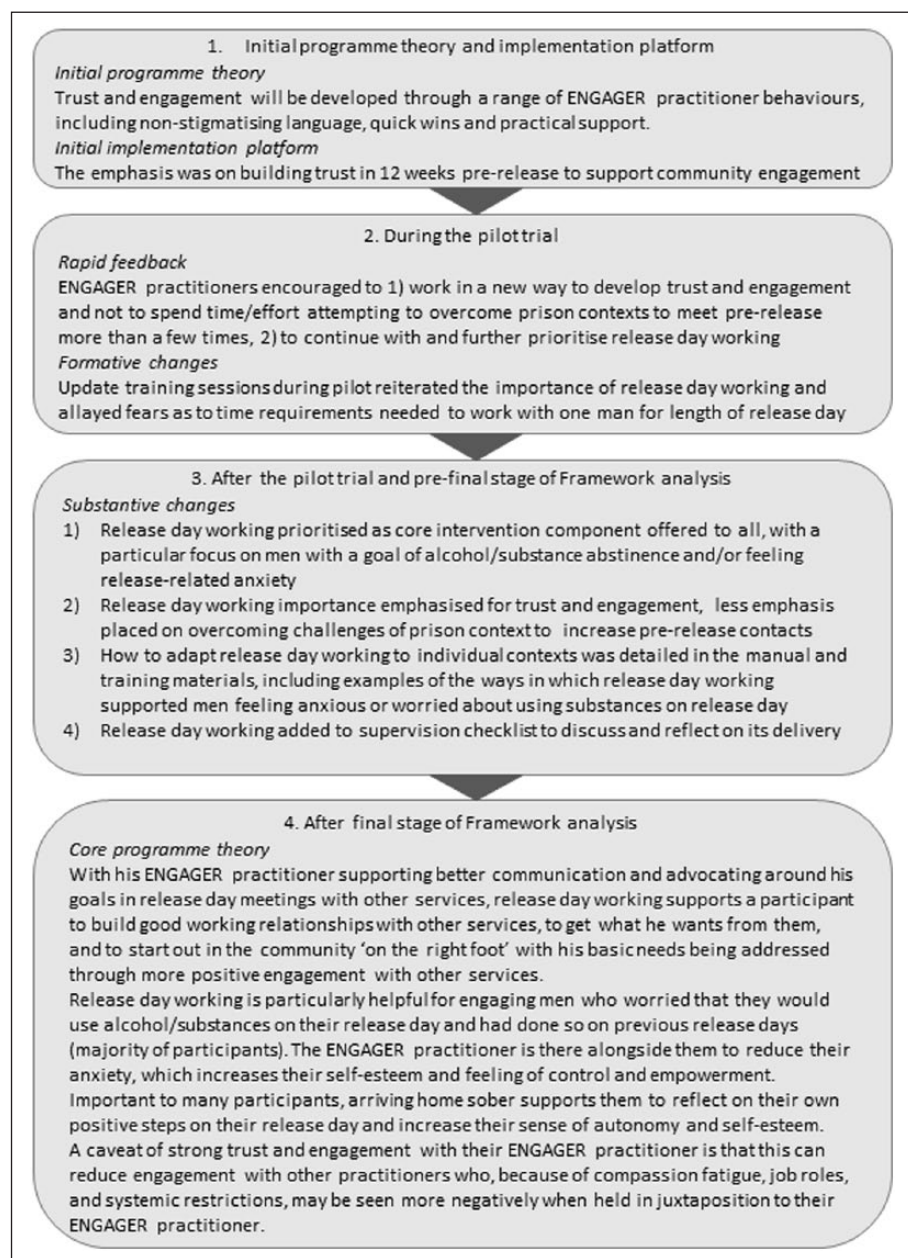 1. Initial programme theory and implementation platform
Initial programme theory
Trust and engagement will be developed through a range of ENGAGER practitioner behaviours,
including non-stigmatising language, quick wins and practical support.
Initial implementation platform
The emphasis was on building trust in 12 weeks pre-release to support community engagement
2. During the pilot trial
Rapid feedback
ENGAGER practitioners encouraged to 1) work in a new way to develop trust and engagement
and not to spend time/effort attempting to overcome prison contexts to meet pre-release
more than a few times, 2) to continue with and further prioritise release day working
Formative changes
Update training sessions during pilot reiterated the importance of release day working and
allayed fears as to time requirements needed to work with one man for length of release day
3. After the pilot trial and pre-final stage of Framework analysis
Substantive changes
1) Release day working prioritised as core intervention component offered to all, with a
particular focus on men with a goal of alcohol/substance abstinence and/or feeling
release-related anxiety
2) Release day working importance emphasised for trust and engagement, less emphasis
placed on overcoming challenges of prison context to increase pre-release contacts
3) How to adapt release day working to individual contexts was detailed in the manual and
training materials, including examples of the ways in which release day working
supported men feeling anxious or worried about using substances on release day
4) Release day working added to supervision checklist to discuss and reflect on its delivery
4. After final stage of Framework analysis
Core programme theory
With his ENGAGER practitioner supporting better communication and advocating around his
goals in release day meetings with other services, release day working supports a participant
to build good working relationships with other services, to get what he wants from them,
and to start out in the community ‘on the right foot’ with his basic needs being addressed
through more positive engagement with other services.
Release day working is particularly helpful for engaging men who worried that they would
use alcohol/substances on their release day and had done so on previous release days
(majority of participants). The ENGAGER practitioner is there alongside them to reduce their
anxiety, which increases their self-esteem and feeling of control and empowerment.
Important to many participants, arriving home sober supports them to reflect on their own
positive steps on their release day and increase their sense of autonomy and self-esteem.
A caveat of strong trust and engagement with their ENGAGER practitioner is that this can
reduce engagement with other practitioners who, because of compassion fatigue, job roles,
and systemic restrictions, may be seen more negatively when held in juxtaposition to their
ENGAGER practitioner.